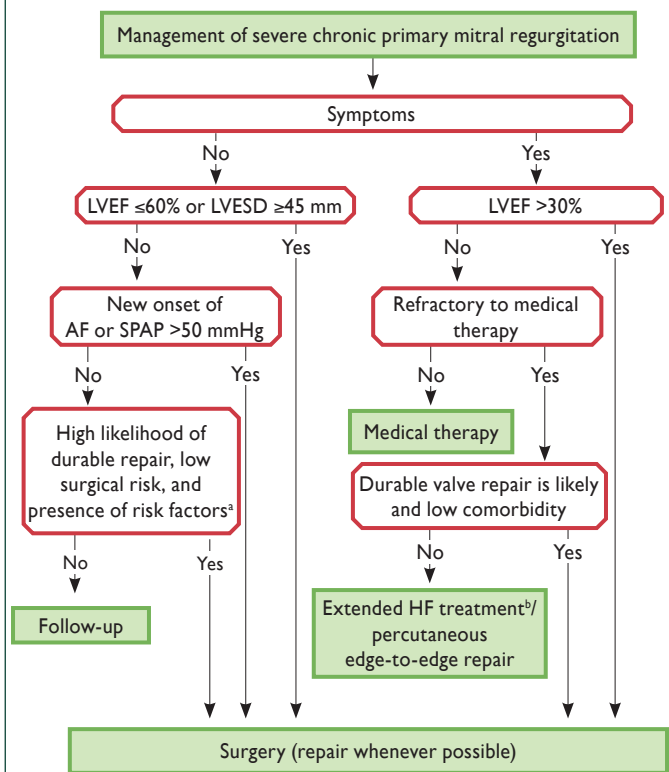 Management of severe chronic primary mitral regurgitation
Symptoms
No
Yes
LVEF ≤60% or LVESD ≥45 mm
LVEF >30%
No
Yes
No
Yes
New onset of
AF or SPAP >50 mmHg
Refractory to medical
therapy
No
Yes
No
Yes
High likelihood of
durable repair, low
surgical risk, and
presence of risk factorsᵃ
Medical therapy
Durable valve repair is likely
and low comorbidity
No
Yes
No
Yes
Follow-up
Extended HF treatmentᵇ/
percutaneous
edge-to-edge repair
Surgery (repair whenever possible)